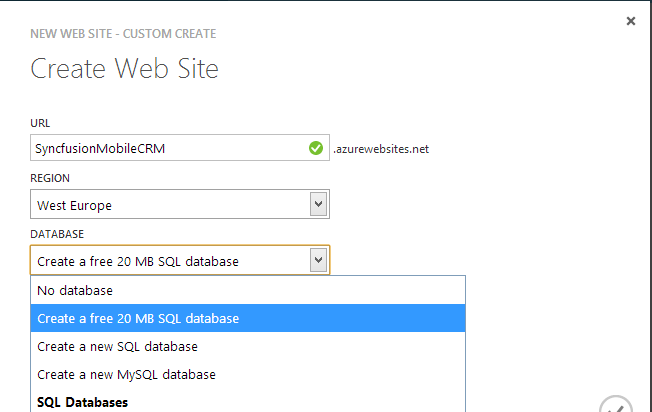 NEW WEB SITE - CUSTOM CREATE
Create Web Site
URL
SyncfusionMobileCRM
.azurewebsites.net
REGION
West Europe
DATABASE
Create a free 20 MB SQL database
No database
Create a free 20 MB SQL database
Create a new SQL database
Create a new MySQL database
SQL Databases